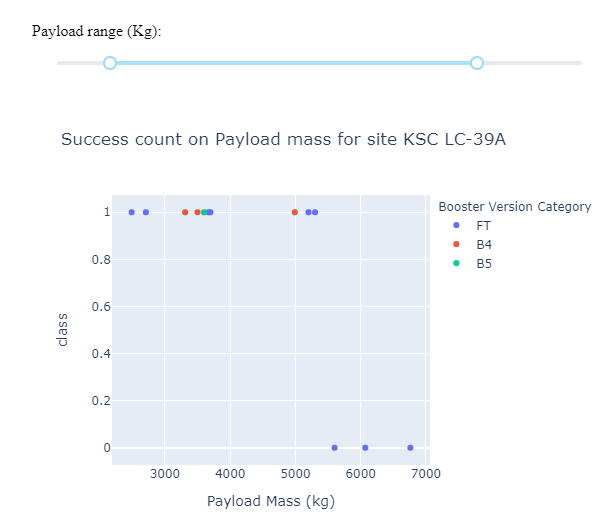 Payload range (Kg):
Success count on Payload mass for site KSC LC-39A
Booster Version Category
FT
B4
B5
class
1
0.8
0.6
0.4
0.2
0
3000 4000 5000 6000 7000
Payload Mass (kg)